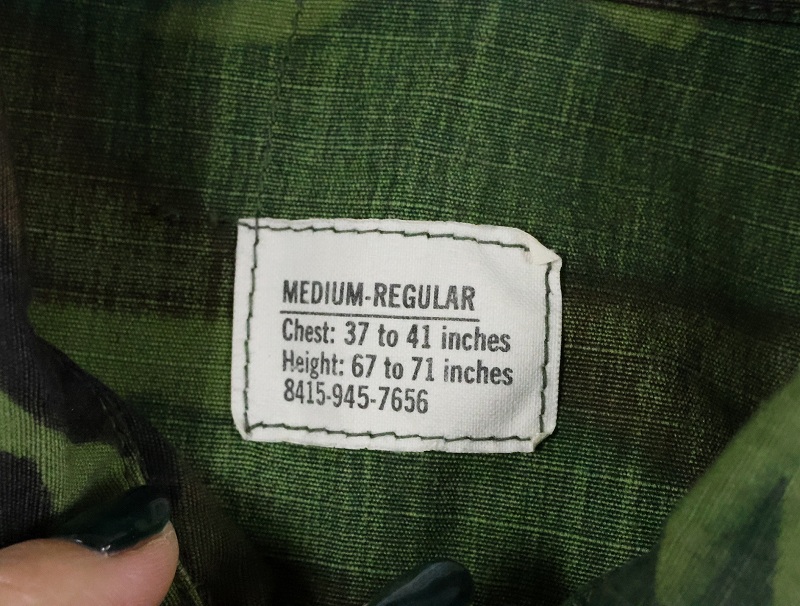 MEDIUM-REGULAR
Chest: 37 to 41 inches
Height: 67 to 71 inches
8415-945-7656